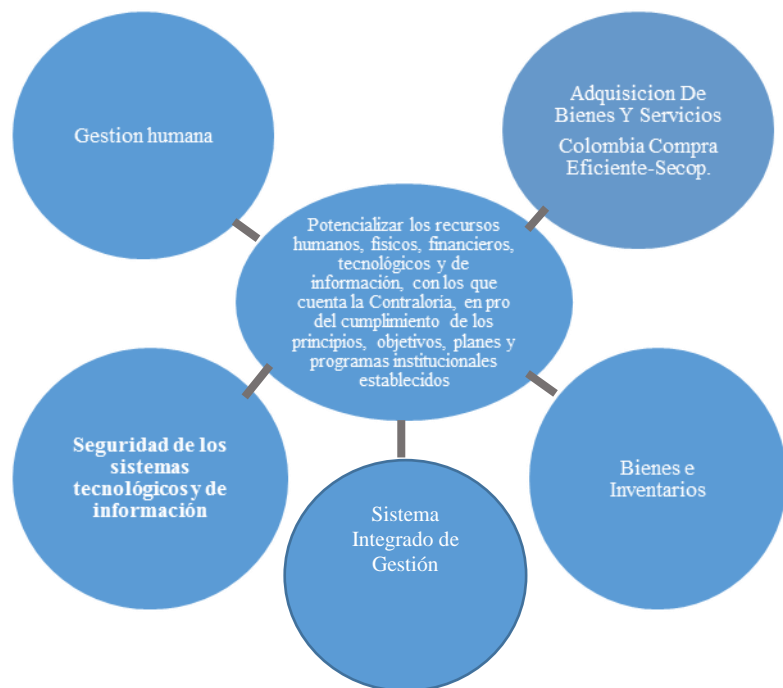 Gestion humana
Adquisicion De
Bienes Y Servicios
Colombia Compra
Eficiente-Secop.
Potencializar los recursos
humanos, fisicos, financieros,
tecnológicos y de
información, con los que
cuenta la Contraloria, en pro
del cumplimiento de los
principios, objetivos, planes y
programas institucionales
establecidos
Seguridad de los
sistemas
tecnológicos y de
información
Sistema
Integrado de
Gestión
Bienes e
Inventarios